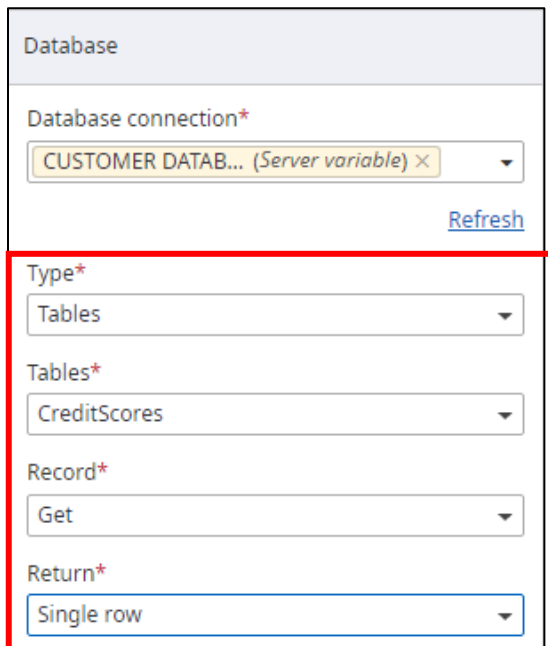 Database
Database connection*
CUSTOMER DATAB... (Server variable) ×
Refresh
Type*
Tables
Tables*
CreditScores
Record*
Get
Return*
Single row